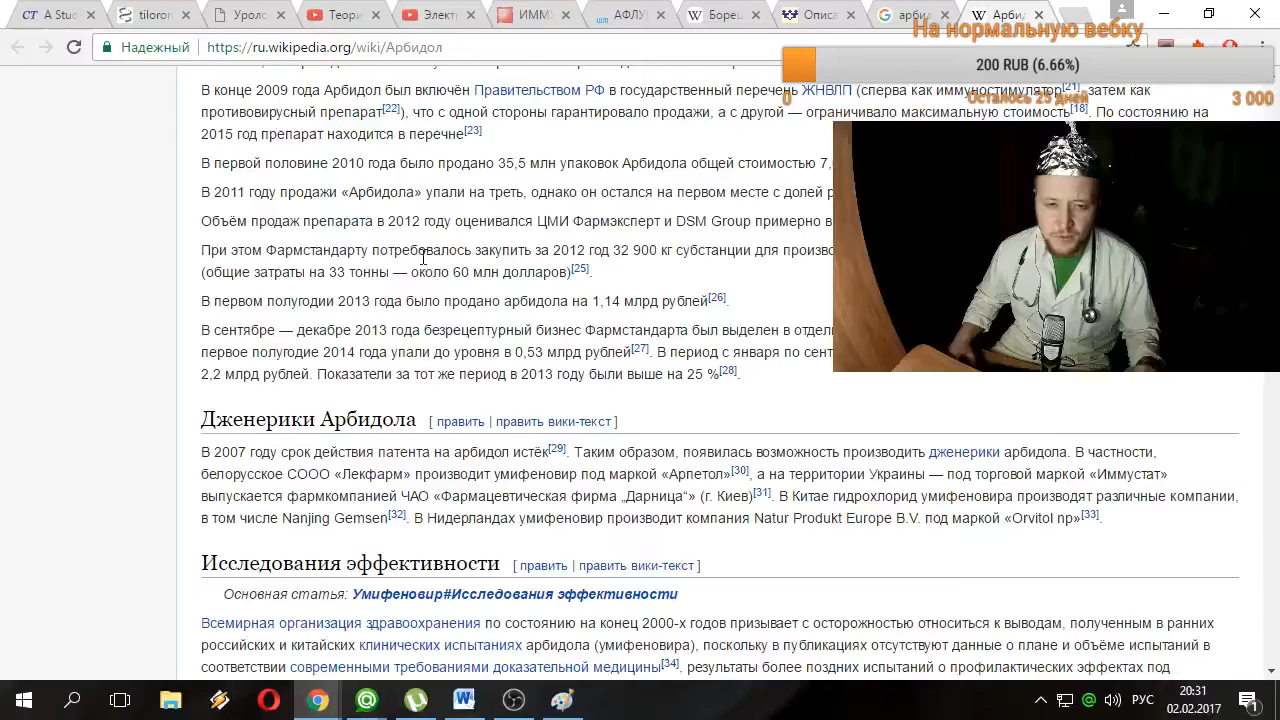 A Stud
tiloron
Уролс
Теори
Электр
ИММУ
АФЛУ
Борец
Описа
арбид
Арбид
На нормальную вебку
Надежный
https://ru.wikipedia.org/wiki/Арбидол
200 RUB (6.66%)
0
Осталось 25 дней
3 000
В конце 2009 года Арбидол был включён Правительством РФ в государственный перечень ЖНВЛП (сперва как иммуностимулятор[21], затем как
противовирусный препарат[22]), что с одной стороны гарантировало продажи, а с другой — ограничивало максимальную стоимость[18]. По состоянию на
2015 год препарат находится в перечне[23]
В первой половине 2010 года было продано 35,5 млн упаковок Арбидола общей стоимостью 7,
В 2011 году продажи «Арбидола» упали на треть, однако он остался на первом месте с долей
Объём продаж препарата в 2012 году оценивался ЦМИ Фармэксперт и DSM Group примерно в
При этом Фармстандарту потребовалось закупить за 2012 год 32 900 кг субстанции для
(общие затраты на 33 тонны — около 60 млн долларов)[25].
В первом полугодии 2013 года было продано арбидола на 1,14 млрд рублей[26].
В сентябре — декабре 2013 года безрецептурный бизнес Фармстандарта был выделен в
первое полугодие 2014 года упали до уровня в 0,53 млрд рублей[27]. В период с января по
2,2 млрд рублей. Показатели за тот же период в 2013 году были выше на 25 %[28].
Дженерики Арбидола [ править | править вики-текст ]
В 2007 году срок действия патента на арбидол истёк[29]. Таким образом, появилась возможность производить дженерики арбидола. В частности,
белорусское СООО «Лекфарм» производит умифеновир под маркой «Арпетол»[30], а на территории Украины — под торговой маркой «Иммустат»
выпускается фармкомпанией ЧАО «Фармацевтическая фирма „Дарница“» (г. Киев)[31]. В Китае гидрохлорид умифеновира производят различные компании,
в том числе Nanjing Gemsen[32]. В Нидерландах умифеновир производит компания Natur Produkt Europe B.V. под маркой «Orvitol np»[33].
Исследования эффективности [ править | править вики-текст ]
Основная статья: Умифеновир#Исследования эффективности
Всемирная организация здравоохранения по состоянию на конец 2000-х годов призывает с осторожностью относиться к выводам, полученным в ранних
российских и китайских клинических испытаниях арбидола (умифеновира), поскольку в публикациях отсутствуют данные о плане и объёме испытаний в
соответствии современными требованиями доказательной медицины[34]. результаты более поздних испытаний о профилактических эффектах под
РУС
20:31
02.02.2017
1